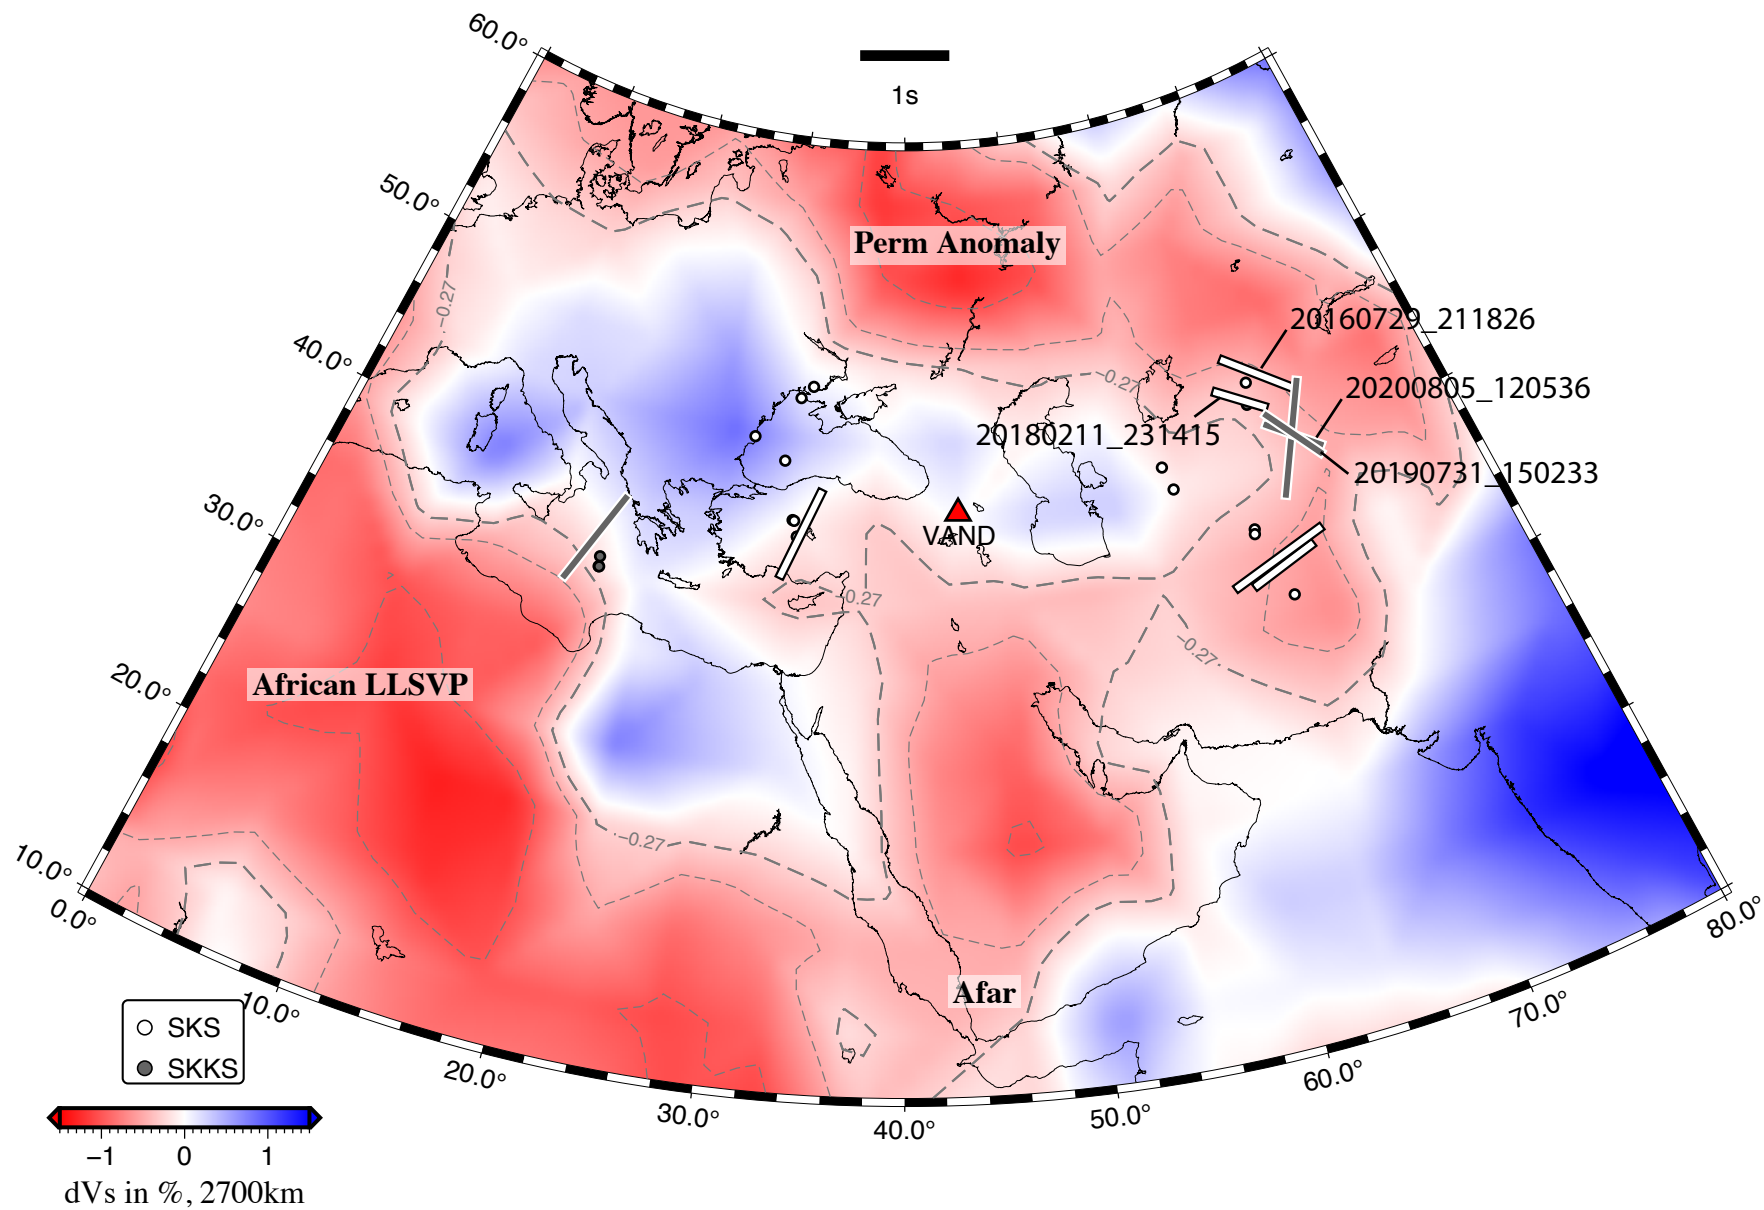 60.0°
1s
50.0°
Perm Anomaly
−0.27
20160729_211826
40.0°
−0.27
20200805_120536
20180211_231415
20190731_150233
30.0°
VAND
−0.27
−0.27
20.0°
African LLSVP
−0.27
10.0°
0.0°
80.0°
Afar
10.0°
70.0°
SKS
SKKS
20.0°
60.0°
30.0°
50.0°
40.0°
−1 0 1
dVs in %, 2700km